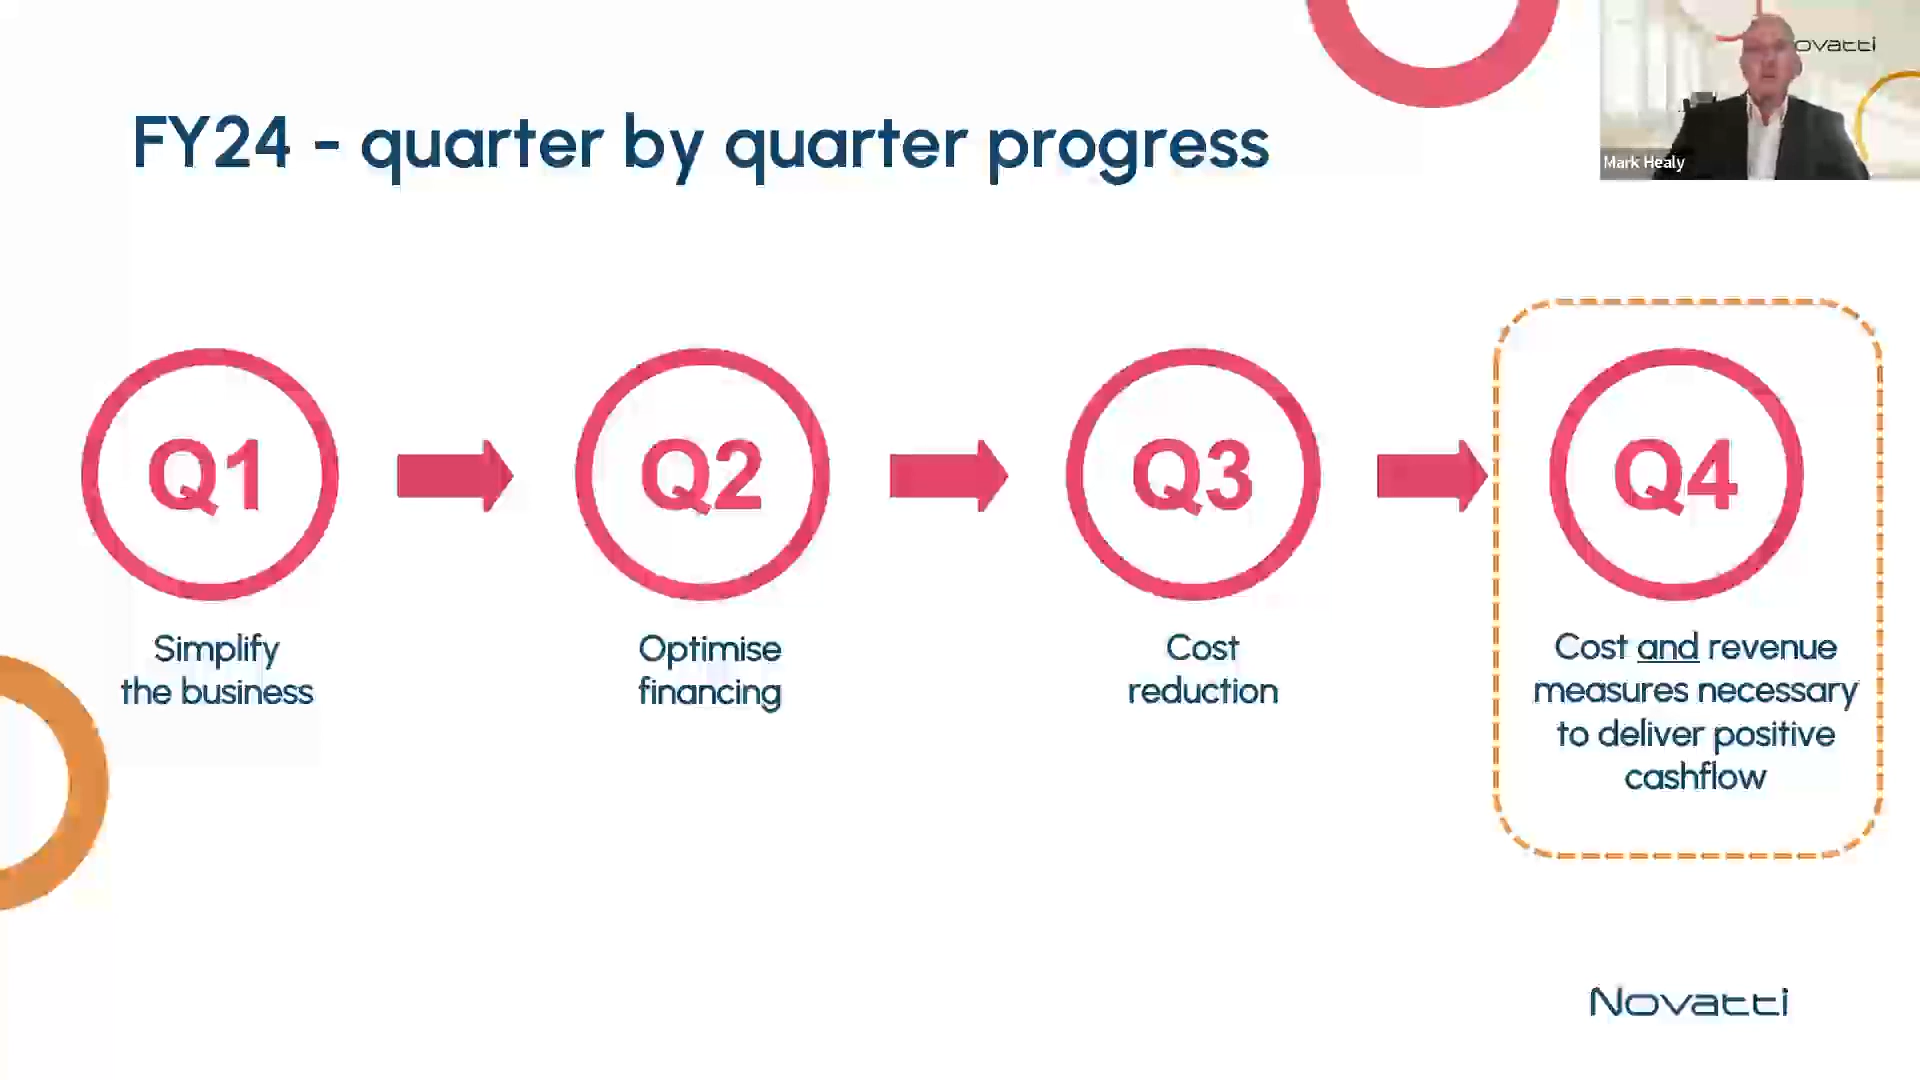 FY24 - quarter by quarter progress
ovatti
Mark Healy
Q1
Q2
Q3
Q4
Simplify
the business
Optimise
financing
Cost
reduction
Cost and revenue
measures necessary
to deliver positive
cashflow
Novatti